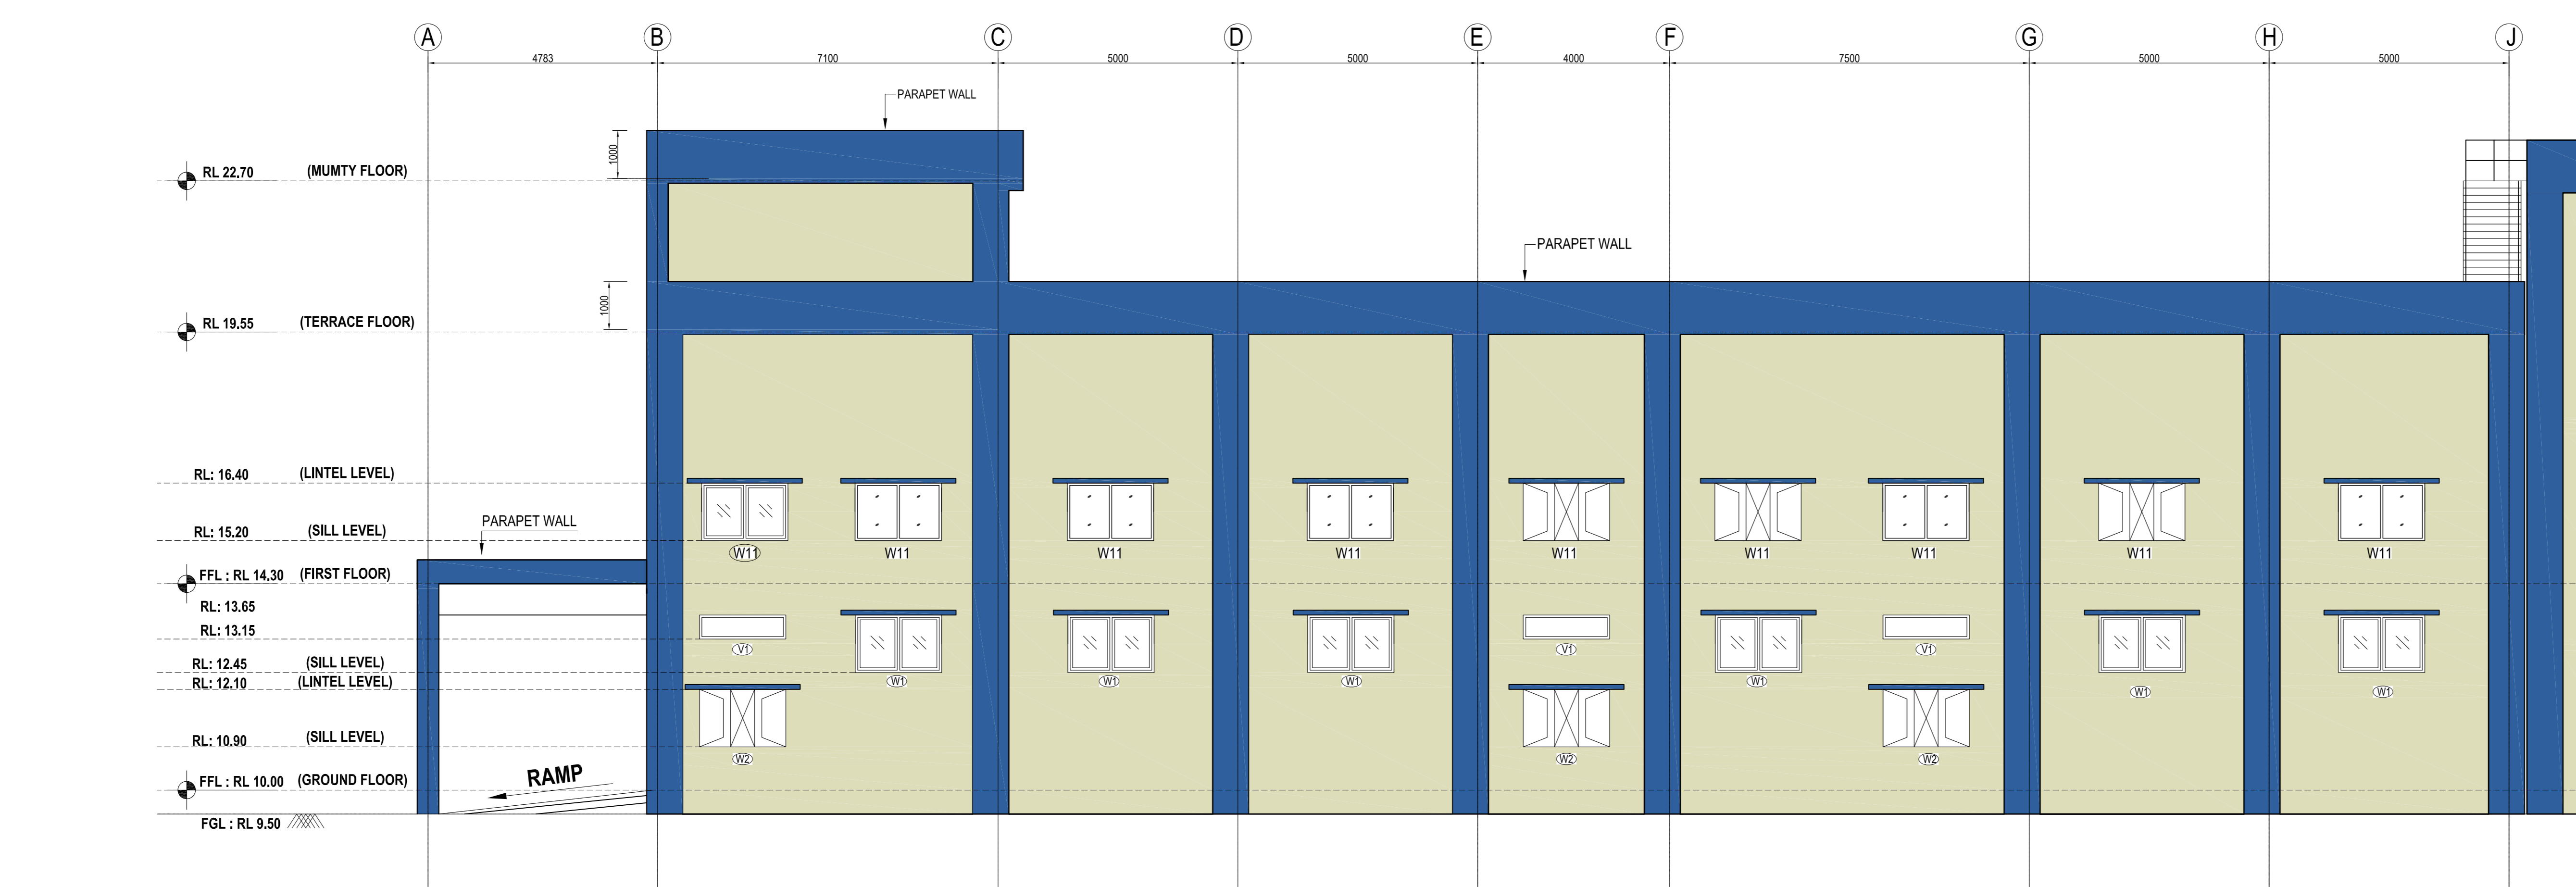 A B C D E F G H J
4783 7100 5000 5000 4000 7500 5000 5000
PARAPET WALL
1000
RL 22.70 (MUMTY FLOOR)
PARAPET WALL
1000
RL 19.55 (TERRACE FLOOR)
RL: 16.40 (LINTEL LEVEL)
PARAPET WALL
RL: 15.20 (SILL LEVEL)
W11 W11 W11 W11 W11 W11 W11 W11 W11
FFL : RL 14.30 (FIRST FLOOR)
RL: 13.65
RL: 13.15
V1 V1 V1
RL: 12.45 (SILL LEVEL)
W1 W1 W1 W1 W1 W1
RL: 12.10 (LINTEL LEVEL)
RL: 10.90 (SILL LEVEL)
W2 W2 W2
RAMP
FFL : RL 10.00 (GROUND FLOOR)
FGL : RL 9.50